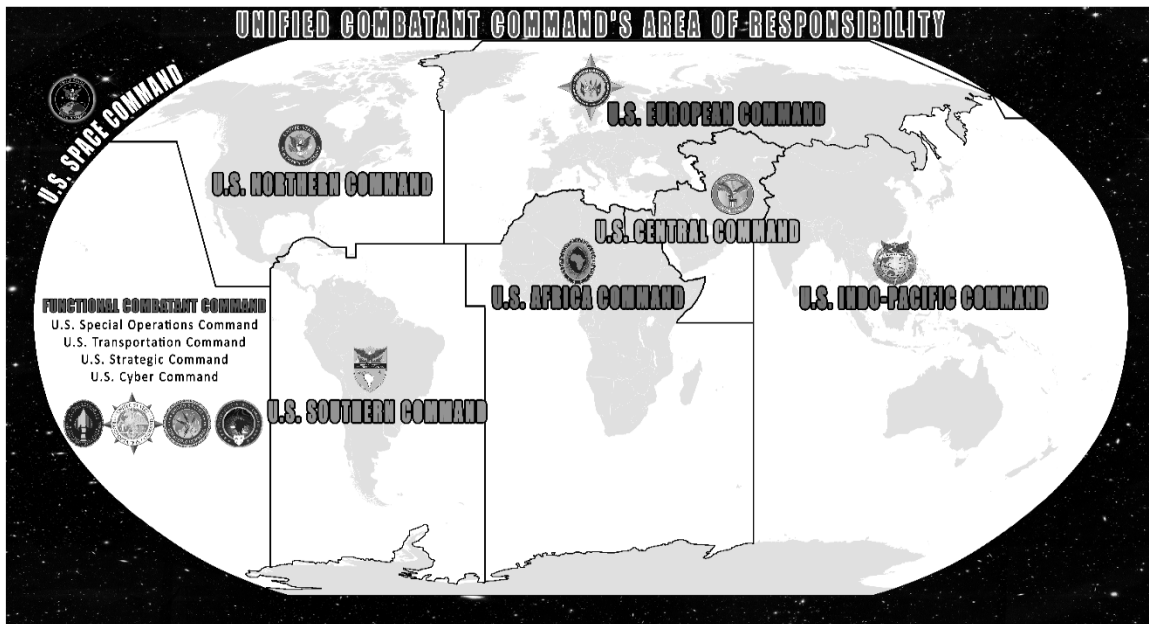 UNIFIED COMBATANT COMMAND'S AREA OF RESPONSIBILITY
U.S. SPACE COMMAND
U.S. EUROPEAN COMMAND
U.S. NORTHERN COMMAND
U.S. CENTRAL COMMAND
U.S. AFRICA COMMAND
U.S. INDO-PACIFIC COMMAND
FUNCTIONAL COMBATANT COMMAND
U.S. Special Operations Command
U.S. Transportation Command
U.S. Strategic Command
U.S. Cyber Command
U.S. SOUTHERN COMMAND